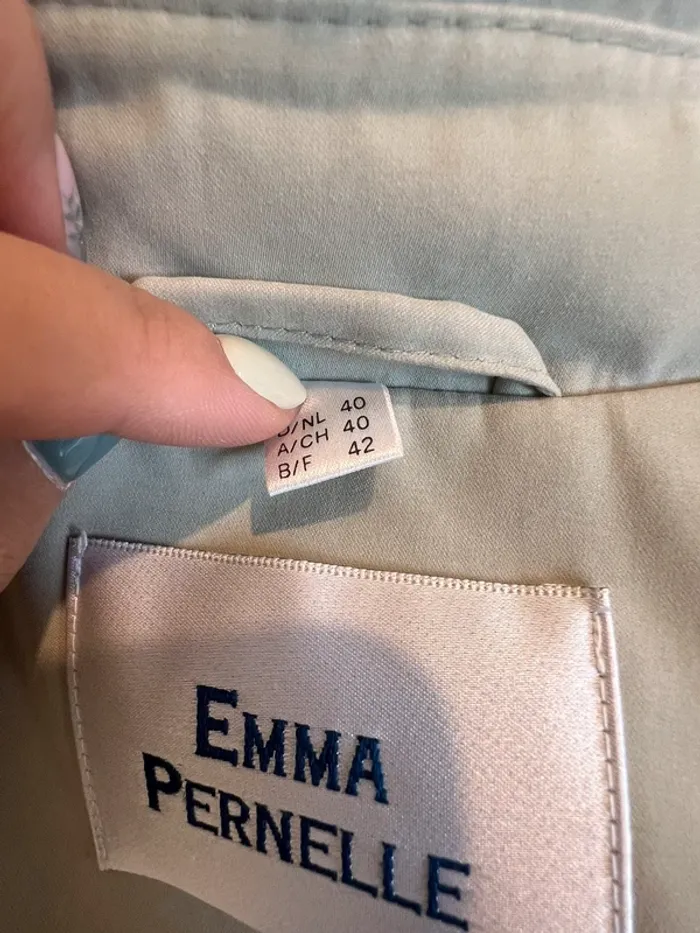 D/NL 40
A/CH 40
B/F 42
EMMA
PERNELLE